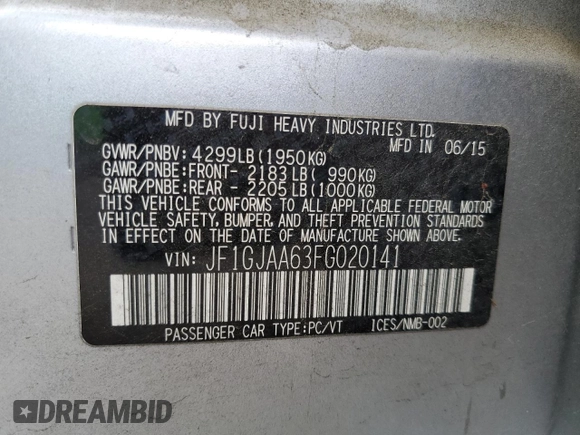 MFD BY FUJI HEAVY INDUSTRIES LTD.
GVWR/PNBV: 4299LB(1950KG) MFD IN 06/15
GAWR/PNBE:FRONT- 2183LB( 990KG)
GAWR/PNBE:REAR - 2205LB(1000KG)
THIS VEHICLE CONFORMS TO ALL APPLICABLE FEDERAL MOTOR
VEHICLE SAFETY, BUMPER, AND THEFT PREVENTION STANDARDS
IN EFFECT ON THE DATE OF MANUFACTURE SHOWN ABOVE.
VIN: JF1GJAA63FG020141
PASSENGER CAR TYPE:PC/VT ICES/NMB-002
DREAMBID